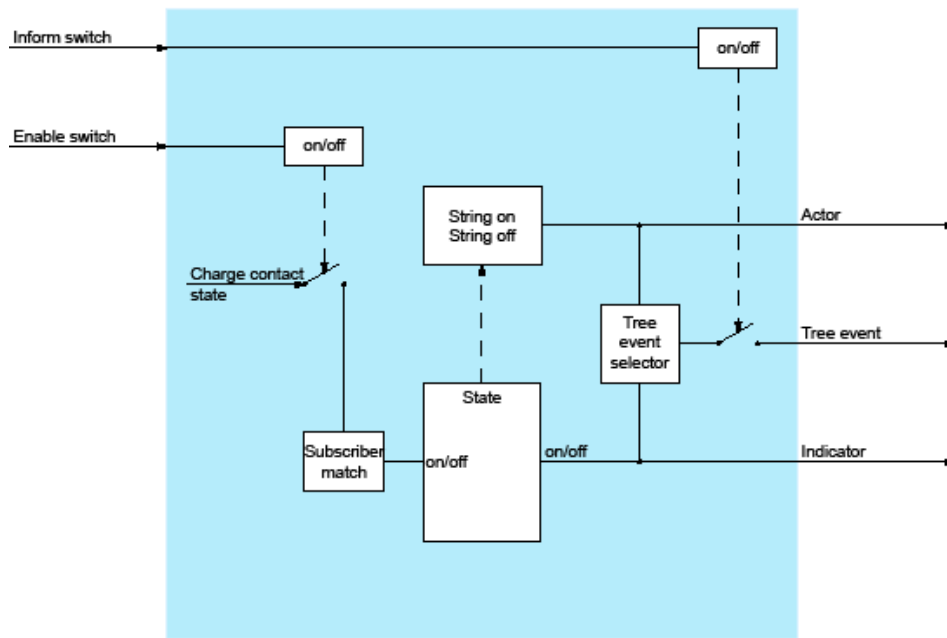 Inform switch
on/off
Enable switch
on/off
String on
String off
Actor
Charge contact
state
Tree
event
selector
Tree event
State
Subscriber
match
on/off
on/off
Indicator